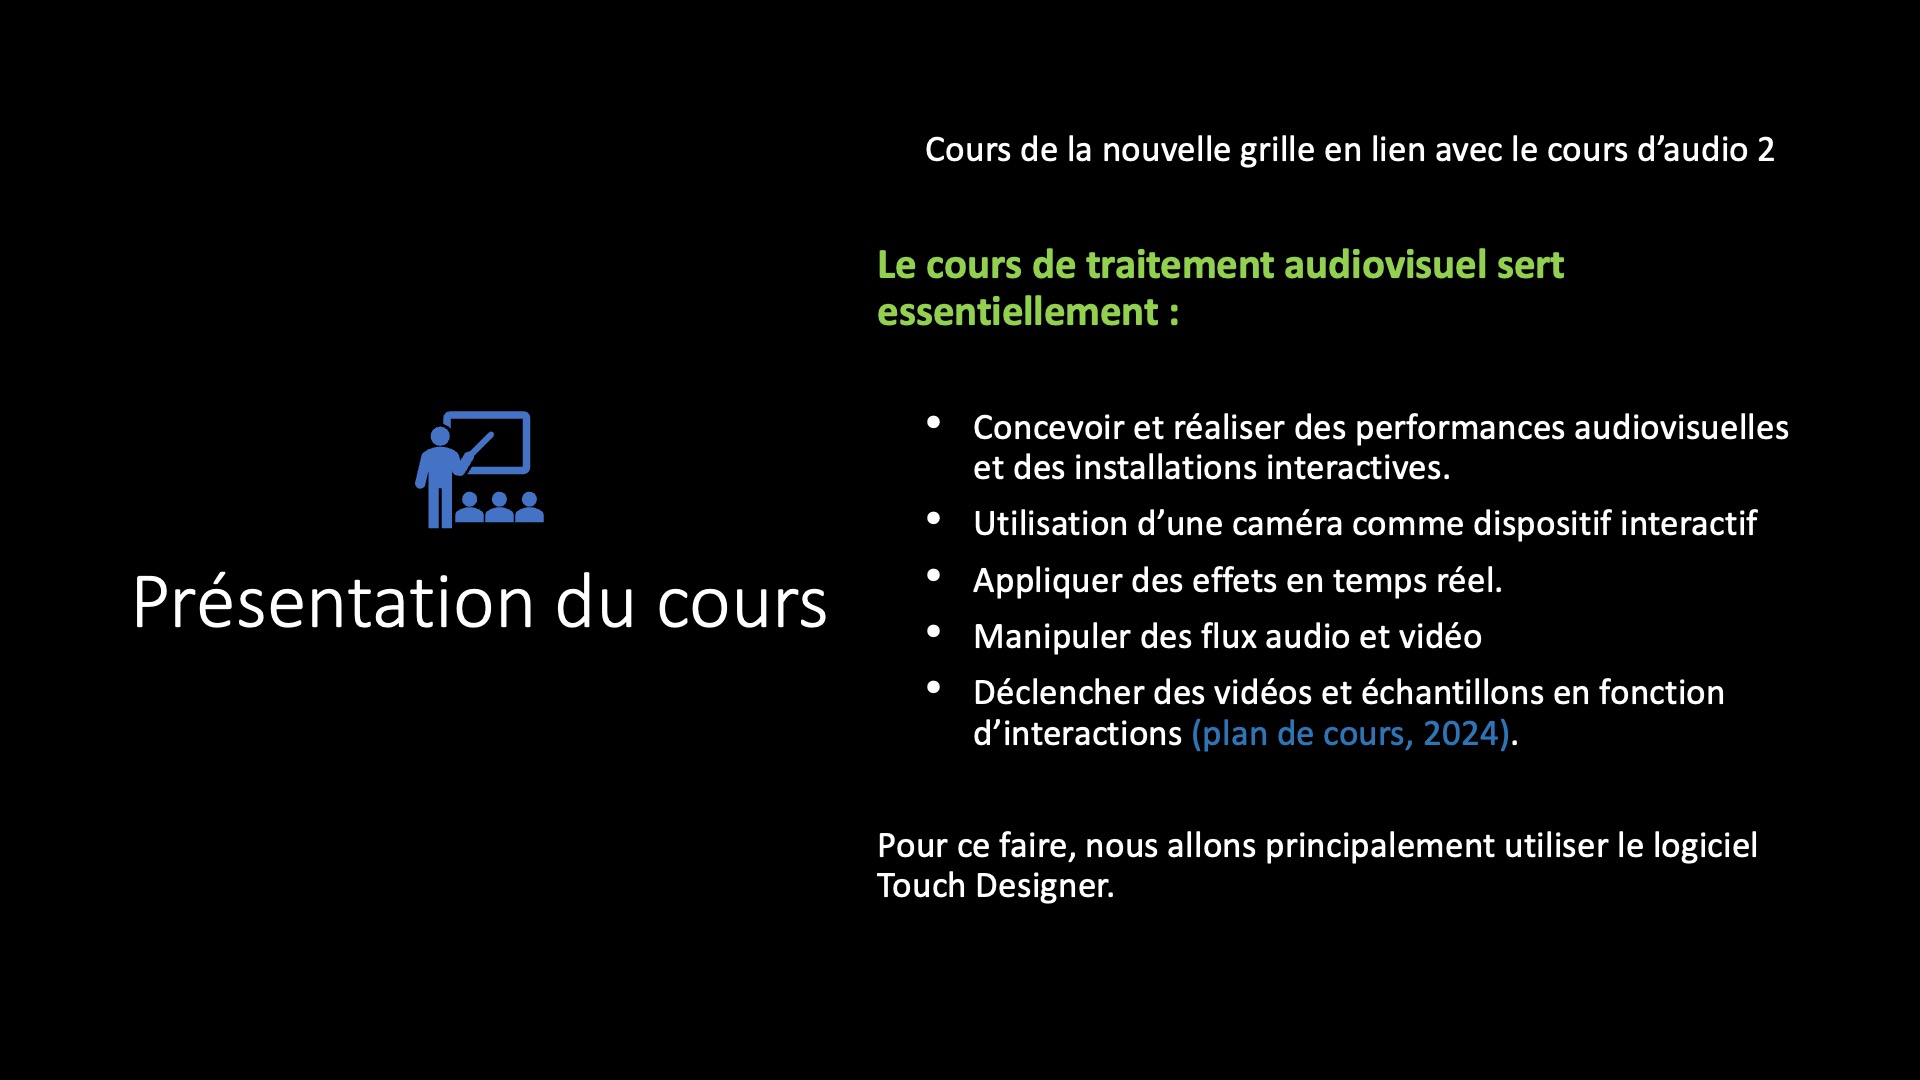 Présentation du cours
Cours de la nouvelle grille en lien avec le cours d’audio 2
Le cours de traitement audiovisuel sert
essentiellement :
• Concevoir et réaliser des performances audiovisuelles
et des installations interactives.
• Utilisation d’une caméra comme dispositif interactif
• Appliquer des effets en temps réel.
• Manipuler des flux audio et vidéo
• Déclencher des vidéos et échantillons en fonction
d’interactions (plan de cours, 2024).
Pour ce faire, nous allons principalement utiliser le logiciel
Touch Designer.